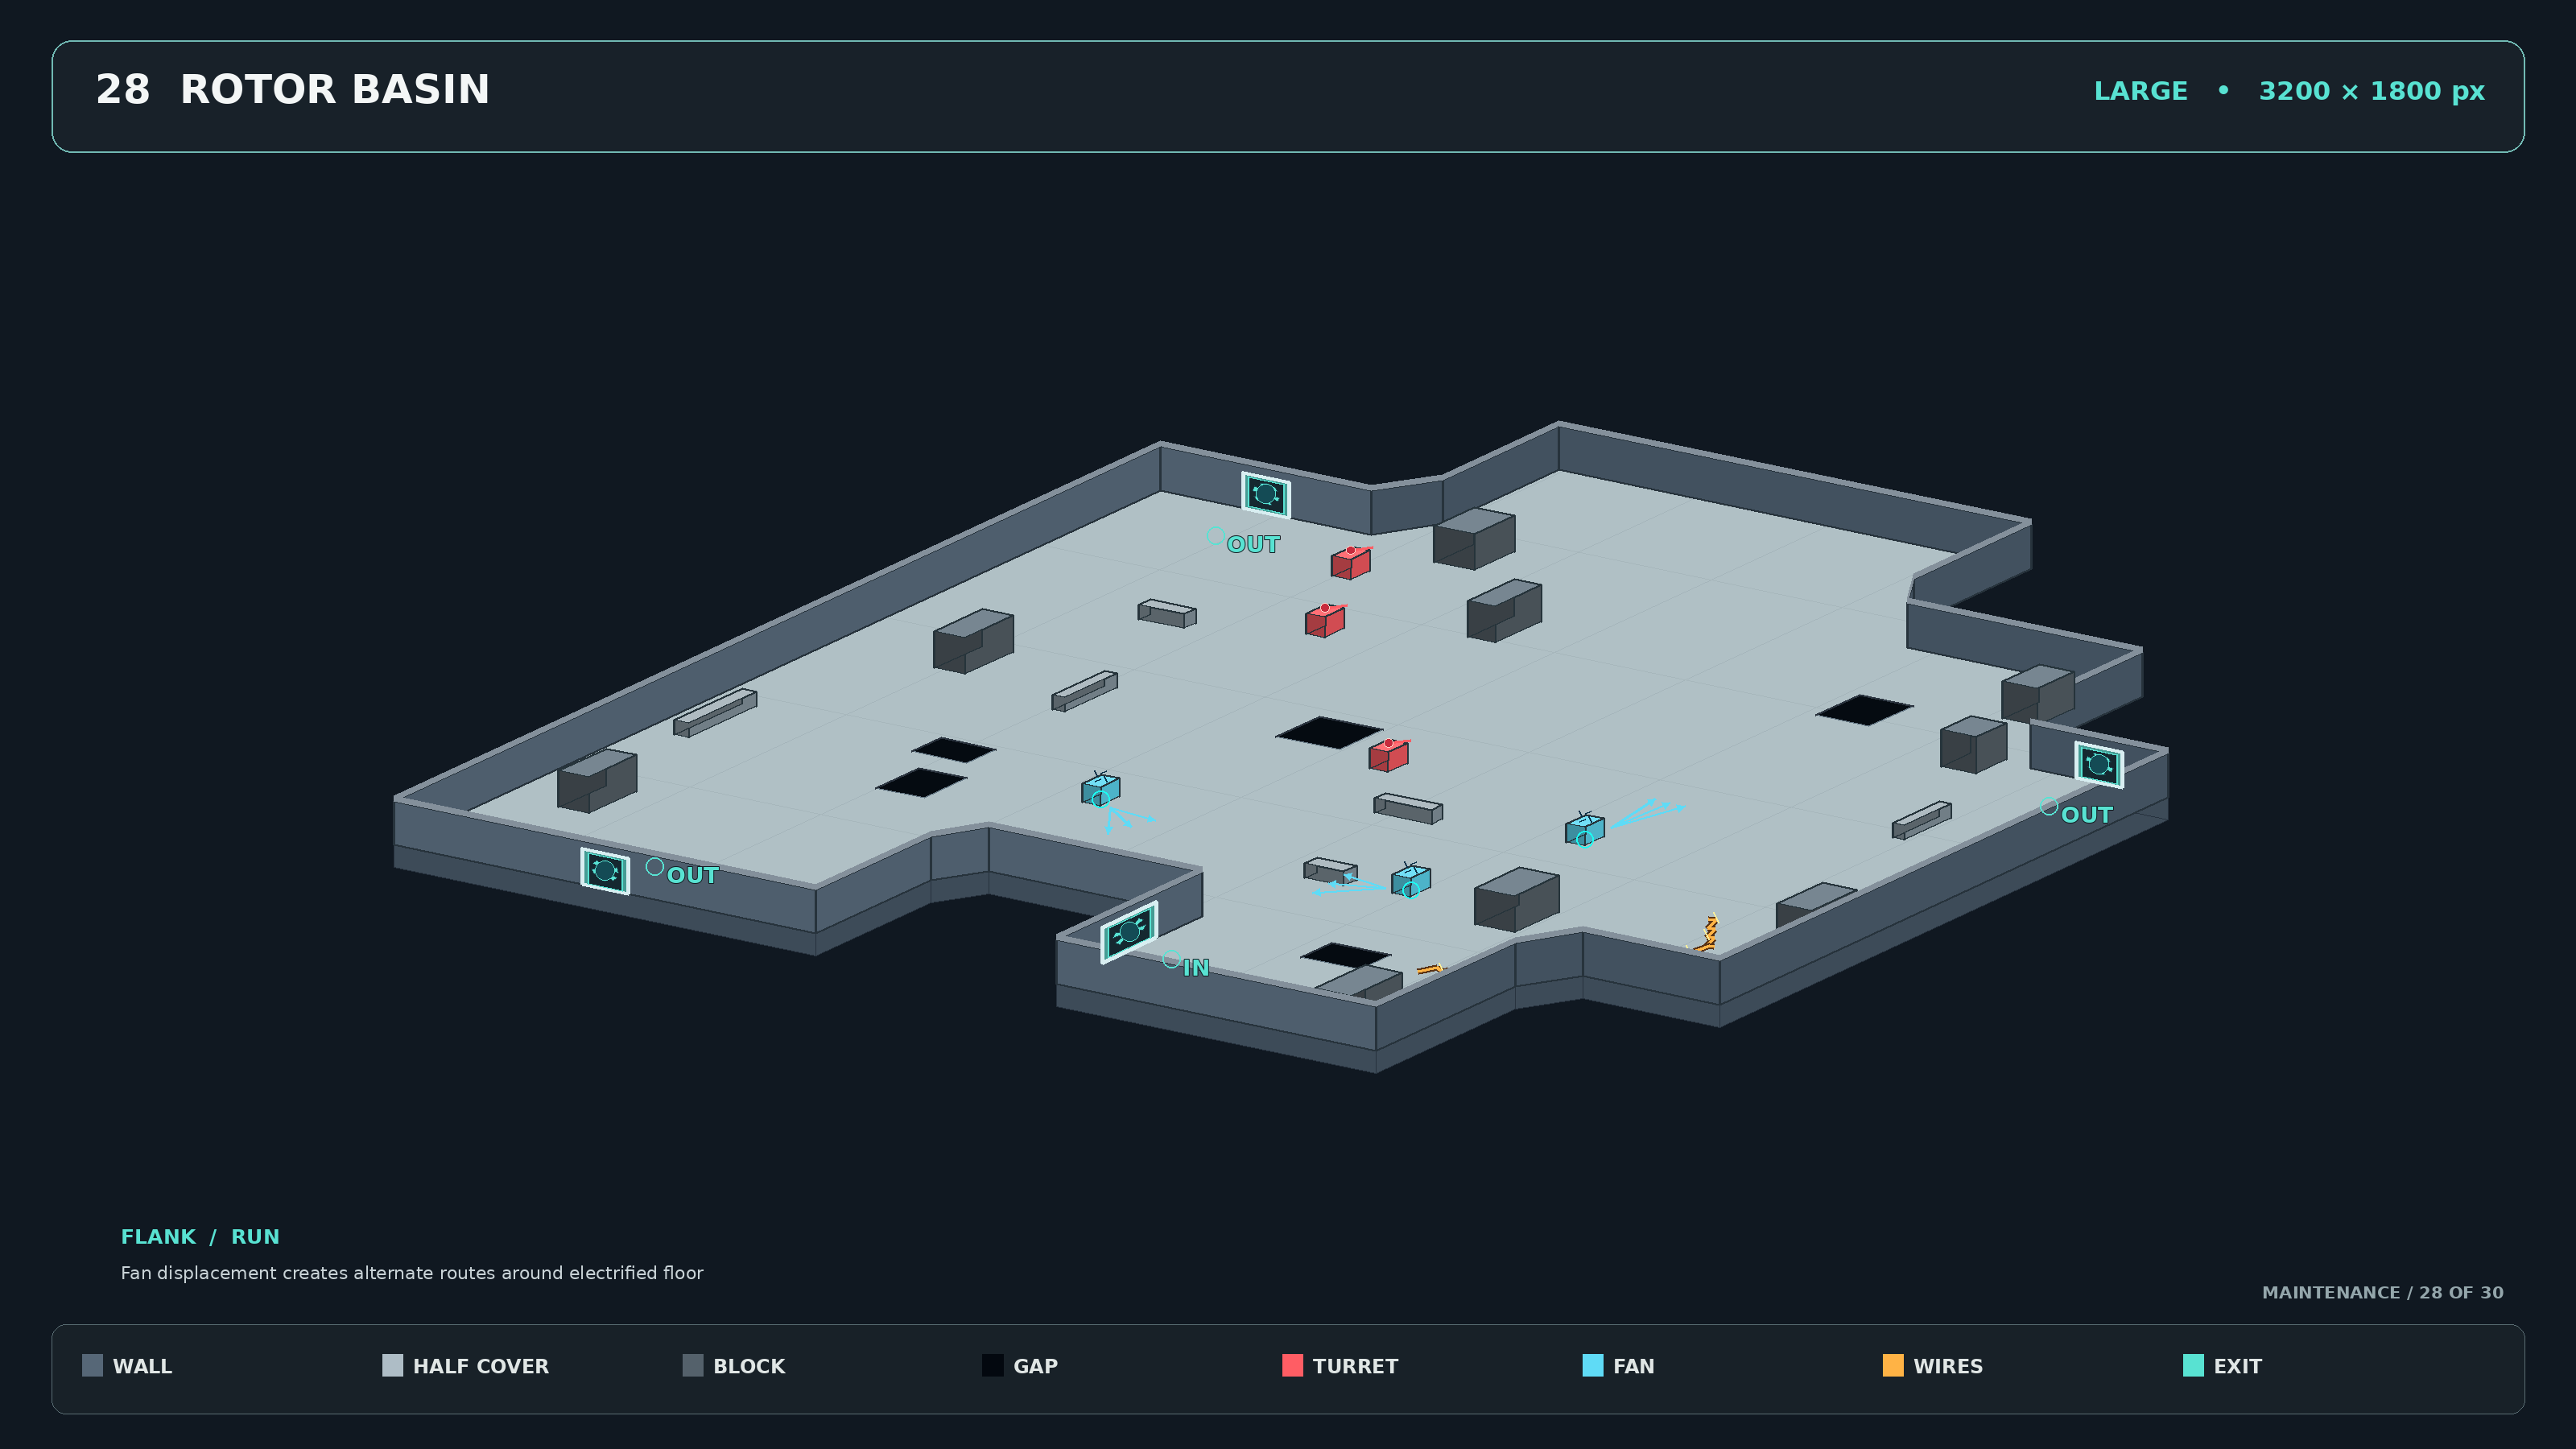 28 ROTOR BASIN
LARGE • 3200 × 1800 px
OUT
OUT
OUT
IN
FLANK / RUN
Fan displacement creates alternate routes around electrified floor
MAINTENANCE / 28 OF 30
WALL
HALF COVER
BLOCK
GAP
TURRET
FAN
WIRES
EXIT